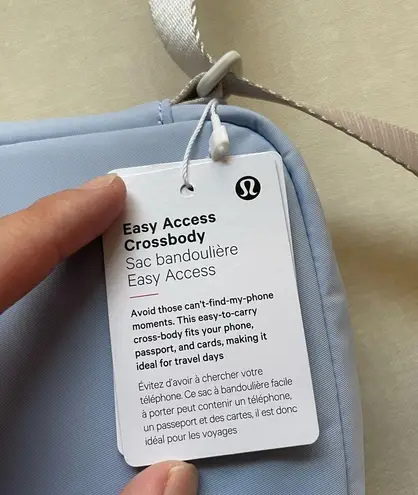 Easy Access
Crossbody
Sac bandoulière
Easy Access
Avoid those can't-find-my-phone
moments. This easy-to-carry
cross-body fits your phone,
passport, and cards, making it
ideal for travel days
Évitez d'avoir à chercher votre
téléphone. Ce sac à bandoulière facile
à porter peut contenir un téléphone,
un passeport et des cartes, il est donc
idéal pour les voyages